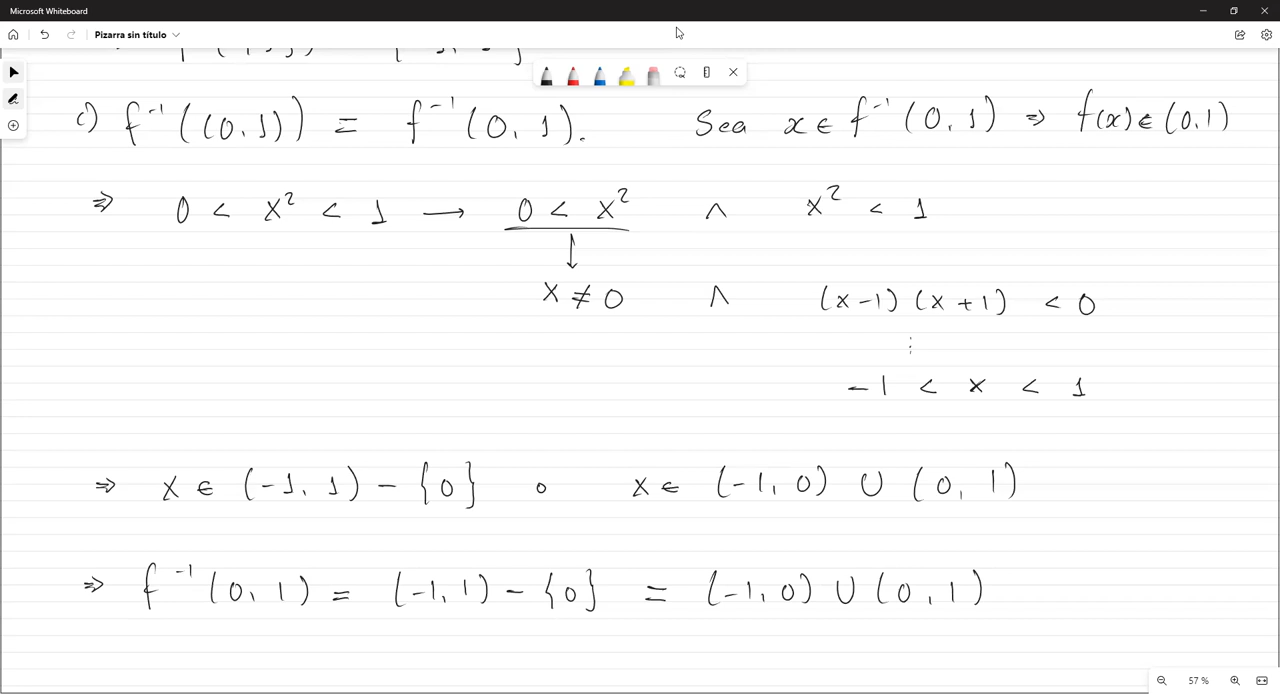 Microsoft Whiteboard
Pizarra sin título
c) f⁻¹((0,1)) = f⁻¹(0,1). Sea x ∈ f⁻¹(0,1) ⇒ f(x) ∈ (0,1)
⇒ 0 < x² < 1 → 0 < x² ∧ x² < 1
x ≠ 0 ∧ (x-1)(x+1) < 0
⋮
-1 < x < 1
⇒ x ∈ (-1,1) - {0} o x ∈ (-1,0) ∪ (0,1)
⇒ f⁻¹(0,1) = (-1,1) - {0} = (-1,0) ∪ (0,1)
57 %